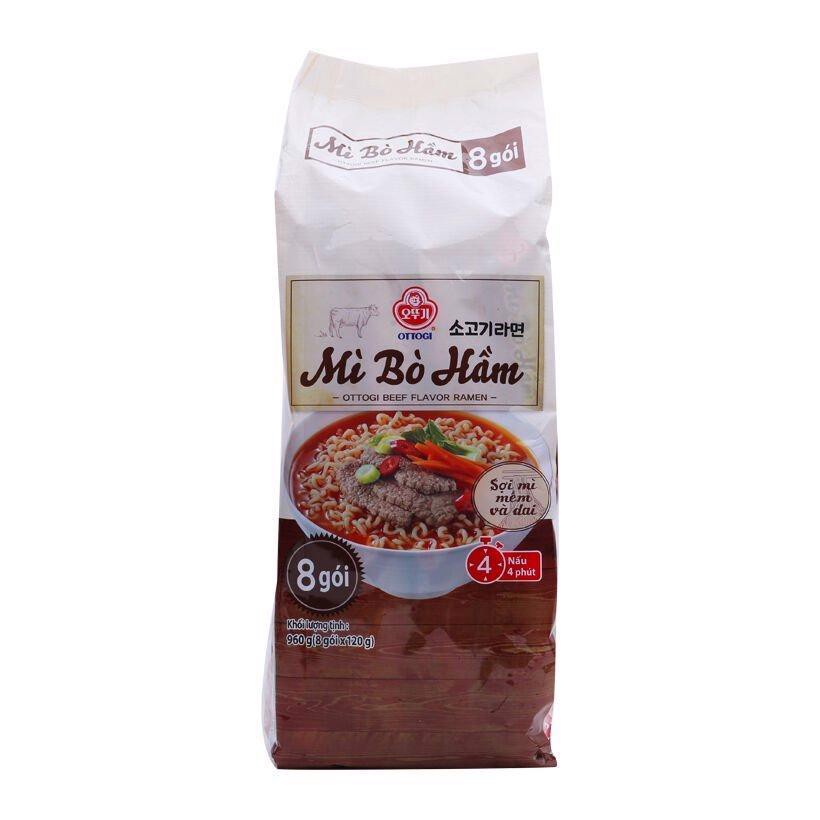 Mì Bò Hầm 8 gói
OTTOGI BEEF FLAVOR RAMEN
오뚜기
OTTOGI ®
소고기라면
Mì Bò Hầm
– OTTOGI BEEF FLAVOR RAMEN –
Sợi mì
mềm
và dai
4 Nấu
4 phút
8 gói
Khối lượng tịnh :
960 g(8 gói x 120 g)